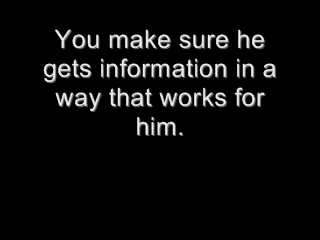 You make sure he
gets information in a
way that works for
him.